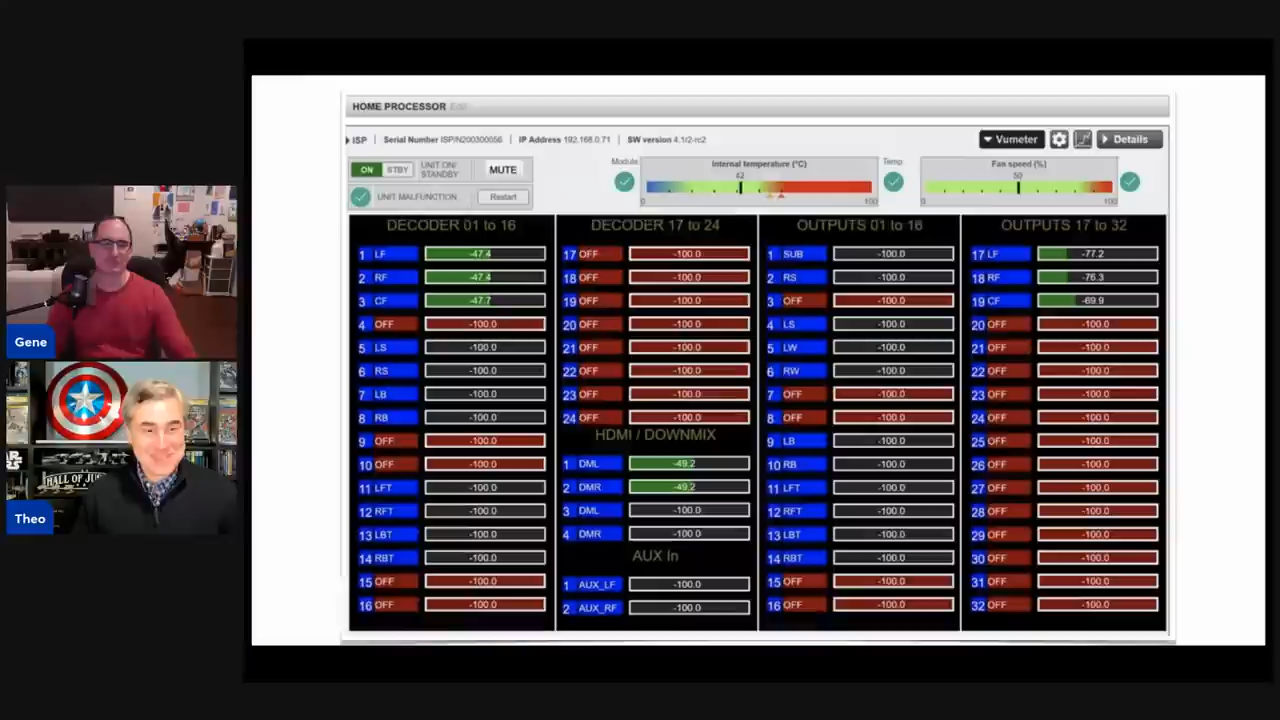 HOME PROCESSOR Edit
ISP Serial Number ISP/N200300056 IP Address 192.168.0.71 SW version 4.1r2-rc2 Vumeter Details
ON STBY UNIT ON/ STANDBY MUTE
UNIT MALFUNCTION Restart
Module Internal temperature (°C) Temp Fan speed (%)
42 50
0 100 0 100
DECODER 01 to 16
1 LF -47.4
2 RF -47.4
3 CF -47.7
4 OFF -100.0
5 LS -100.0
6 RS -100.0
7 LB -100.0
8 RB -100.0
9 OFF -100.0
10 OFF -100.0
11 LFT -100.0
12 RFT -100.0
13 LBT -100.0
14 RBT -100.0
15 OFF -100.0
16 OFF -100.0
DECODER 17 to 24
17 OFF -100.0
18 OFF -100.0
19 OFF -100.0
20 OFF -100.0
21 OFF -100.0
22 OFF -100.0
23 OFF -100.0
24 OFF -100.0
HDMI / DOWNMIX
1 DML -49.2
2 DMR -49.2
3 DML -100.0
4 DMR -100.0
AUX In
1 AUX_LF -100.0
2 AUX_RF -100.0
OUTPUTS 01 to 16
1 SUB -100.0
2 RS -100.0
3 OFF -100.0
4 LS -100.0
5 LW -100.0
6 RW -100.0
7 OFF -100.0
8 OFF -100.0
9 LB -100.0
10 RB -100.0
11 LFT -100.0
12 RFT -100.0
13 LBT -100.0
14 RBT -100.0
15 OFF -100.0
16 OFF -100.0
OUTPUTS 17 to 32
17 LF -77.2
18 RF -76.3
19 CF -69.9
20 OFF -100.0
21 OFF -100.0
22 OFF -100.0
23 OFF -100.0
24 OFF -100.0
25 OFF -100.0
26 OFF -100.0
27 OFF -100.0
28 OFF -100.0
29 OFF -100.0
30 OFF -100.0
31 OFF -100.0
32 OFF -100.0
Gene
HALL OF JUS
Theo